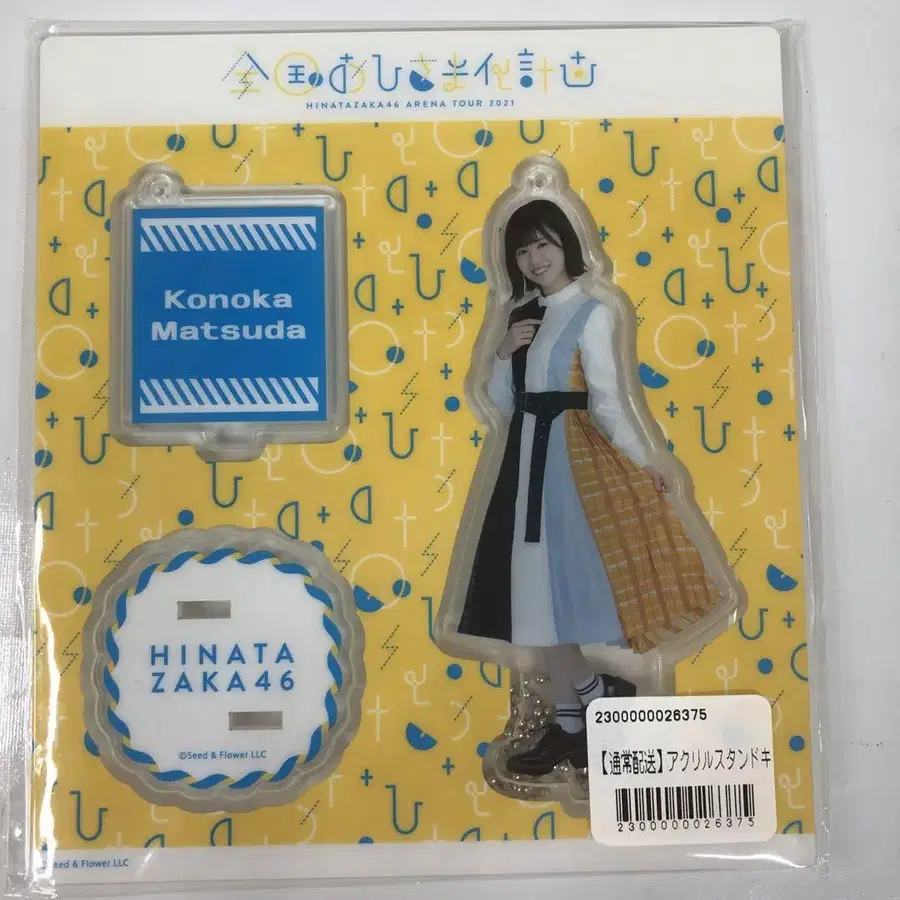 全国おひさま化計画
HINATAZAKA46 ARENA TOUR 2021
Konoka
Matsuda
HINATA
ZAKA46
©Seed & Flower LLC
2300000026375
【通常配送】アクリルスタンドキ
2300000026375
©Seed & Flower LLC